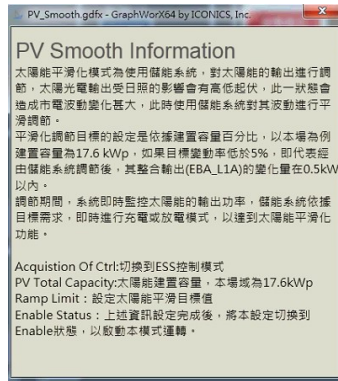 PV_Smooth.gdfx - GraphWorX64 by ICONICS, Inc.
PV Smooth Information
太陽能平滑化模式為使用儲能系統，對太陽能的輸出進行調
節，太陽光電輸出受日照的影響會有高低起伏，此一狀態會
造成市電波動變化甚大，此時使用儲能系統對其波動進行平
滑調節。
平滑化調節目標的設定是依據建置容量百分比，以本場為例
建置容量為17.6 kWp，如果目標變動率低於5%，即代表經
由儲能系統調節後，其整合輸出(EBA_L1A)的變化量在0.5kW
以內。
調節期間，系統即時監控太陽能的輸出功率，儲能系統依據
目標需求，即時進行充電或放電模式，以達到太陽能平滑化
功能。
Acquistion Of Ctrl:切換到ESS控制模式
PV Total Capacity:太陽能建置容量，本場域為17.6kWp
Ramp Limit：設定太陽能平滑目標值
Enable Status：上述資訊設定完成後，將本設定切換到
Enable狀態，以啟動本模式運轉。